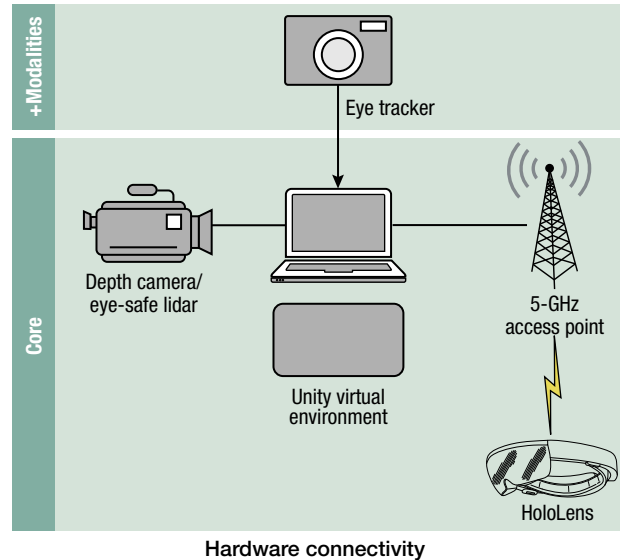 +Modalities
Eye tracker
Core
Depth camera/
eye-safe lidar
Unity virtual
environment
5-GHz
access point
HoloLens
Hardware connectivity